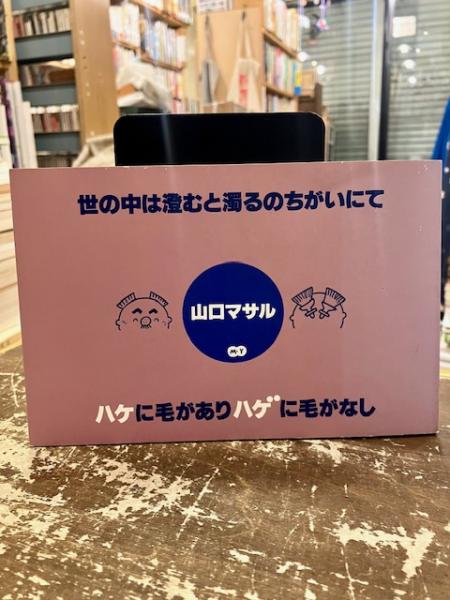 世の中は澄むと濁るのちがいにて
山口マサル
M・Y
ハケに毛がありハゲに毛がなし